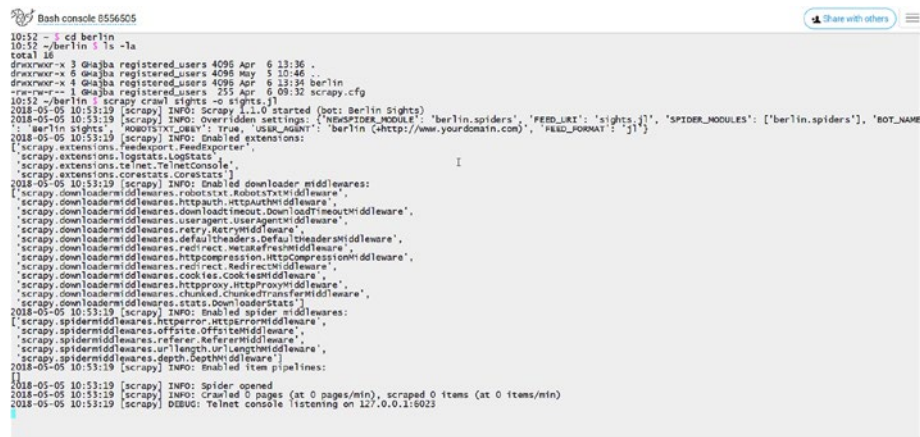 Bash console 8556505
Share with others
10:52 ~ $ cd berlin
10:52 ~/berlin $ ls -la
total 16
drwxrwxr-x 3 GHajba registered_users 4096 Apr  6 13:36 .
drwxrwxr-x 6 GHajba registered_users 4096 May  5 10:46 ..
drwxrwxr-x 4 GHajba registered_users 4096 Apr  6 13:34 berlin
-rw-rw-r-- 1 GHajba registered_users  255 Apr  6 09:32 scrapy.cfg
10:52 ~/berlin $ scrapy crawl sights -o sights.jl
2018-05-05 10:53:19 [scrapy] INFO: Scrapy 1.1.0 started (bot: Berlin Sights)
2018-05-05 10:53:19 [scrapy] INFO: Overridden settings: {'NEWSPIDER_MODULE': 'berlin.spiders', 'FEED_URI': 'sights.jl', 'SPIDER_MODULES': ['berlin.spiders'], 'BOT_NAME
': 'Berlin Sights', 'ROBOTSTXT_OBEY': True, 'USER_AGENT': 'berlin (+http://www.yourdomain.com)', 'FEED_FORMAT': 'jl'}
2018-05-05 10:53:19 [scrapy] INFO: Enabled extensions:
['scrapy.extensions.feedexport.FeedExporter',
'scrapy.extensions.logstats.LogStats',
'scrapy.extensions.telnet.TelnetConsole',
'scrapy.extensions.corestats.CoreStats']
2018-05-05 10:53:19 [scrapy] INFO: Enabled downloader middlewares:
['scrapy.downloadermiddlewares.robotstxt.RobotsTxtMiddleware',
'scrapy.downloadermiddlewares.httpauth.HttpAuthMiddleware',
'scrapy.downloadermiddlewares.downloadtimeout.DownloadTimeoutMiddleware',
'scrapy.downloadermiddlewares.useragent.UserAgentMiddleware',
'scrapy.downloadermiddlewares.retry.RetryMiddleware',
'scrapy.downloadermiddlewares.defaultheaders.DefaultHeadersMiddleware',
'scrapy.downloadermiddlewares.redirect.MetaRefreshMiddleware',
'scrapy.downloadermiddlewares.httpcompression.HttpCompressionMiddleware',
'scrapy.downloadermiddlewares.redirect.RedirectMiddleware',
'scrapy.downloadermiddlewares.cookies.CookiesMiddleware',
'scrapy.downloadermiddlewares.httpproxy.HttpProxyMiddleware',
'scrapy.downloadermiddlewares.chunked.ChunkedTransferMiddleware',
'scrapy.downloadermiddlewares.stats.DownloaderStats']
2018-05-05 10:53:19 [scrapy] INFO: Enabled spider middlewares:
['scrapy.spidermiddlewares.httperror.HttpErrorMiddleware',
'scrapy.spidermiddlewares.offsite.OffsiteMiddleware',
'scrapy.spidermiddlewares.referer.RefererMiddleware',
'scrapy.spidermiddlewares.urllength.UrlLengthMiddleware',
'scrapy.spidermiddlewares.depth.DepthMiddleware']
2018-05-05 10:53:19 [scrapy] INFO: Enabled item pipelines:
[]
2018-05-05 10:53:19 [scrapy] INFO: Spider opened
2018-05-05 10:53:19 [scrapy] INFO: Crawled 0 pages (at 0 pages/min), scraped 0 items (at 0 items/min)
2018-05-05 10:53:19 [scrapy] DEBUG: Telnet console listening on 127.0.0.1:6023